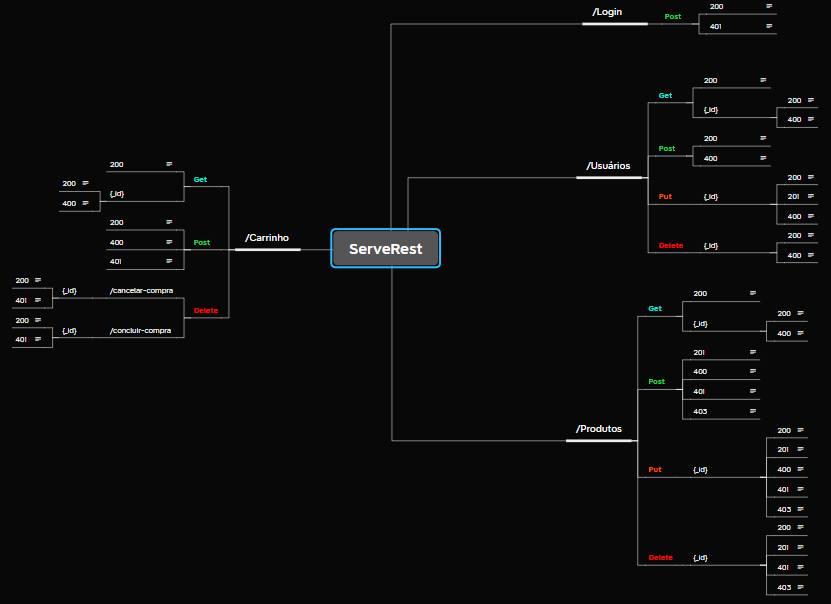 ServeRest
/Login
Post
200
401
/Usuários
Get
200
{_id}
200
400
Post
200
400
Put
{_id}
200
201
400
Delete
{_id}
200
400
/Produtos
Get
200
{_id}
200
400
Post
201
400
401
403
Put
{_id}
200
201
400
401
403
Delete
{_id}
200
201
401
403
/Carrinho
Get
200
{_id}
200
400
Post
200
400
401
Delete
/cancelar-compra
{_id}
200
401
/concluir-compra
{_id}
200
401